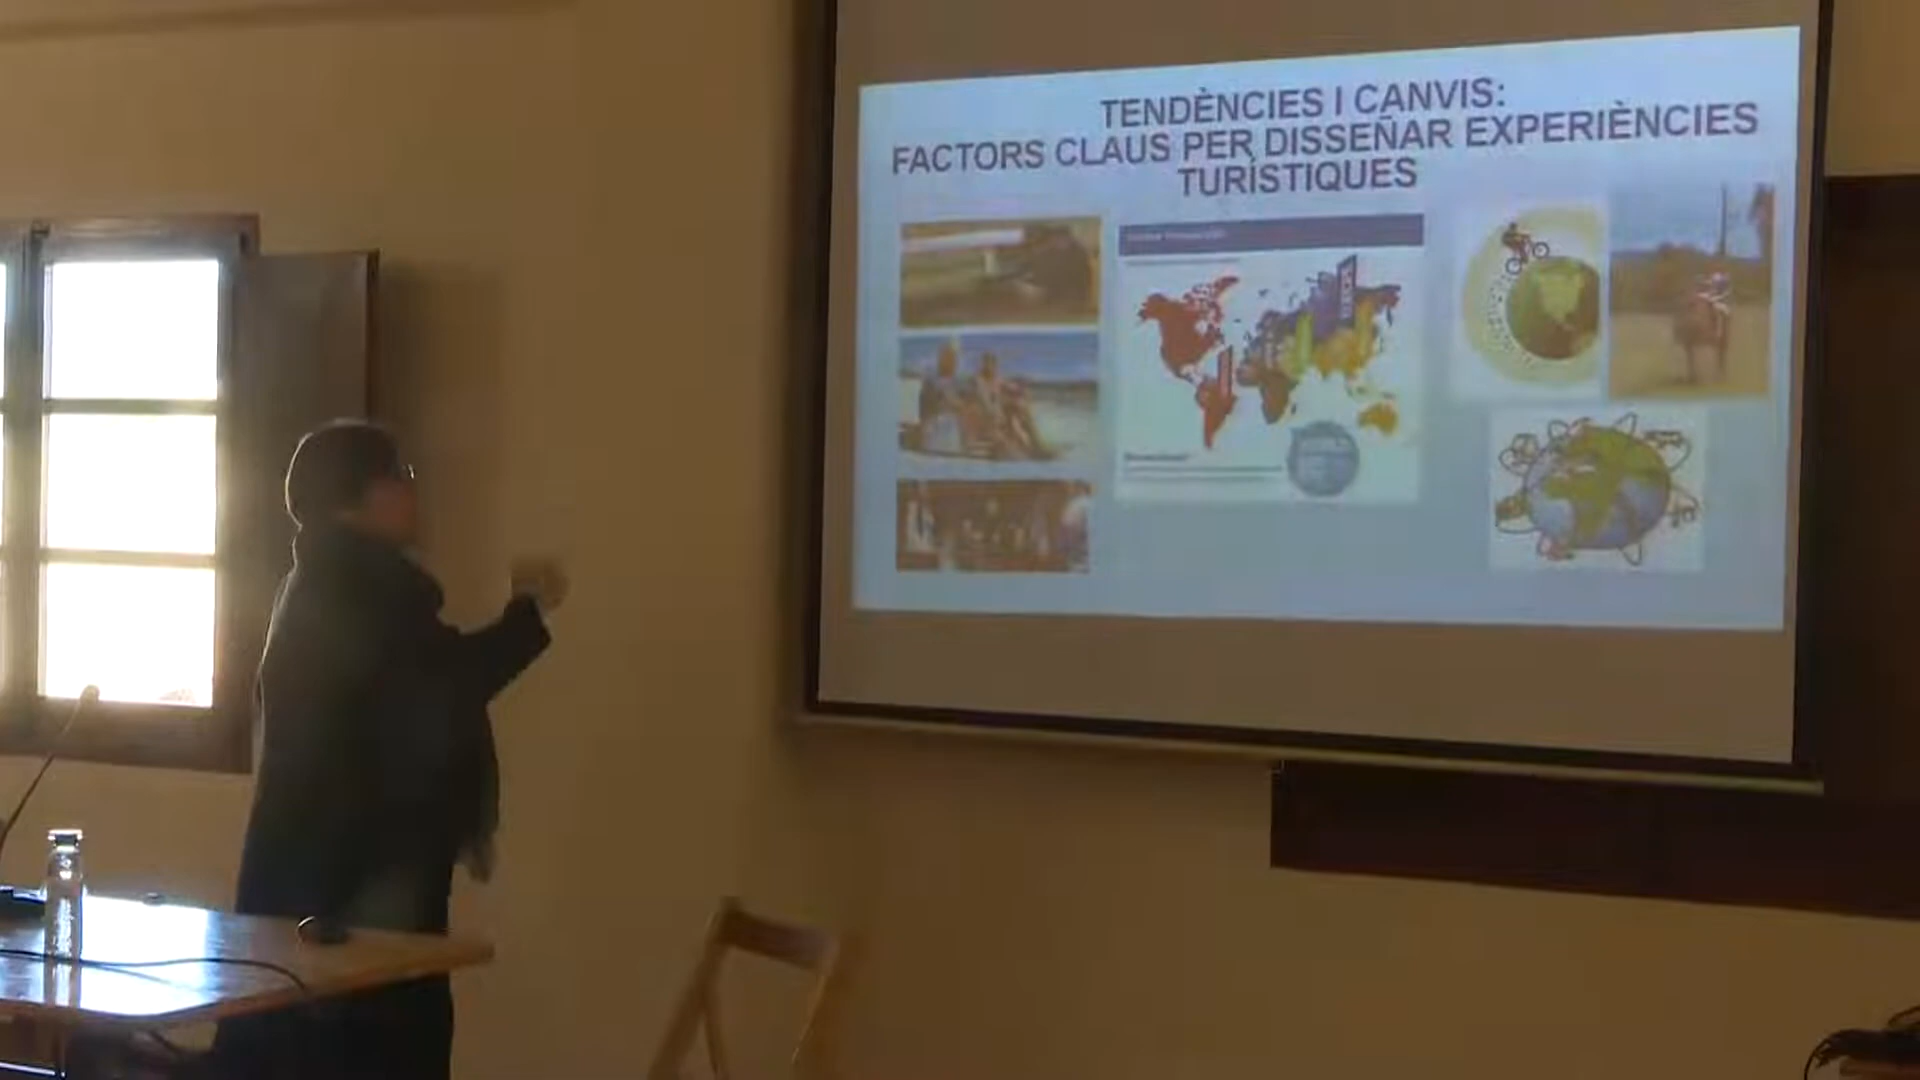 TENDÈNCIES I CANVIS:
FACTORS CLAUS PER DISSEÑAR EXPERIÈNCIES
TURÍSTIQUES